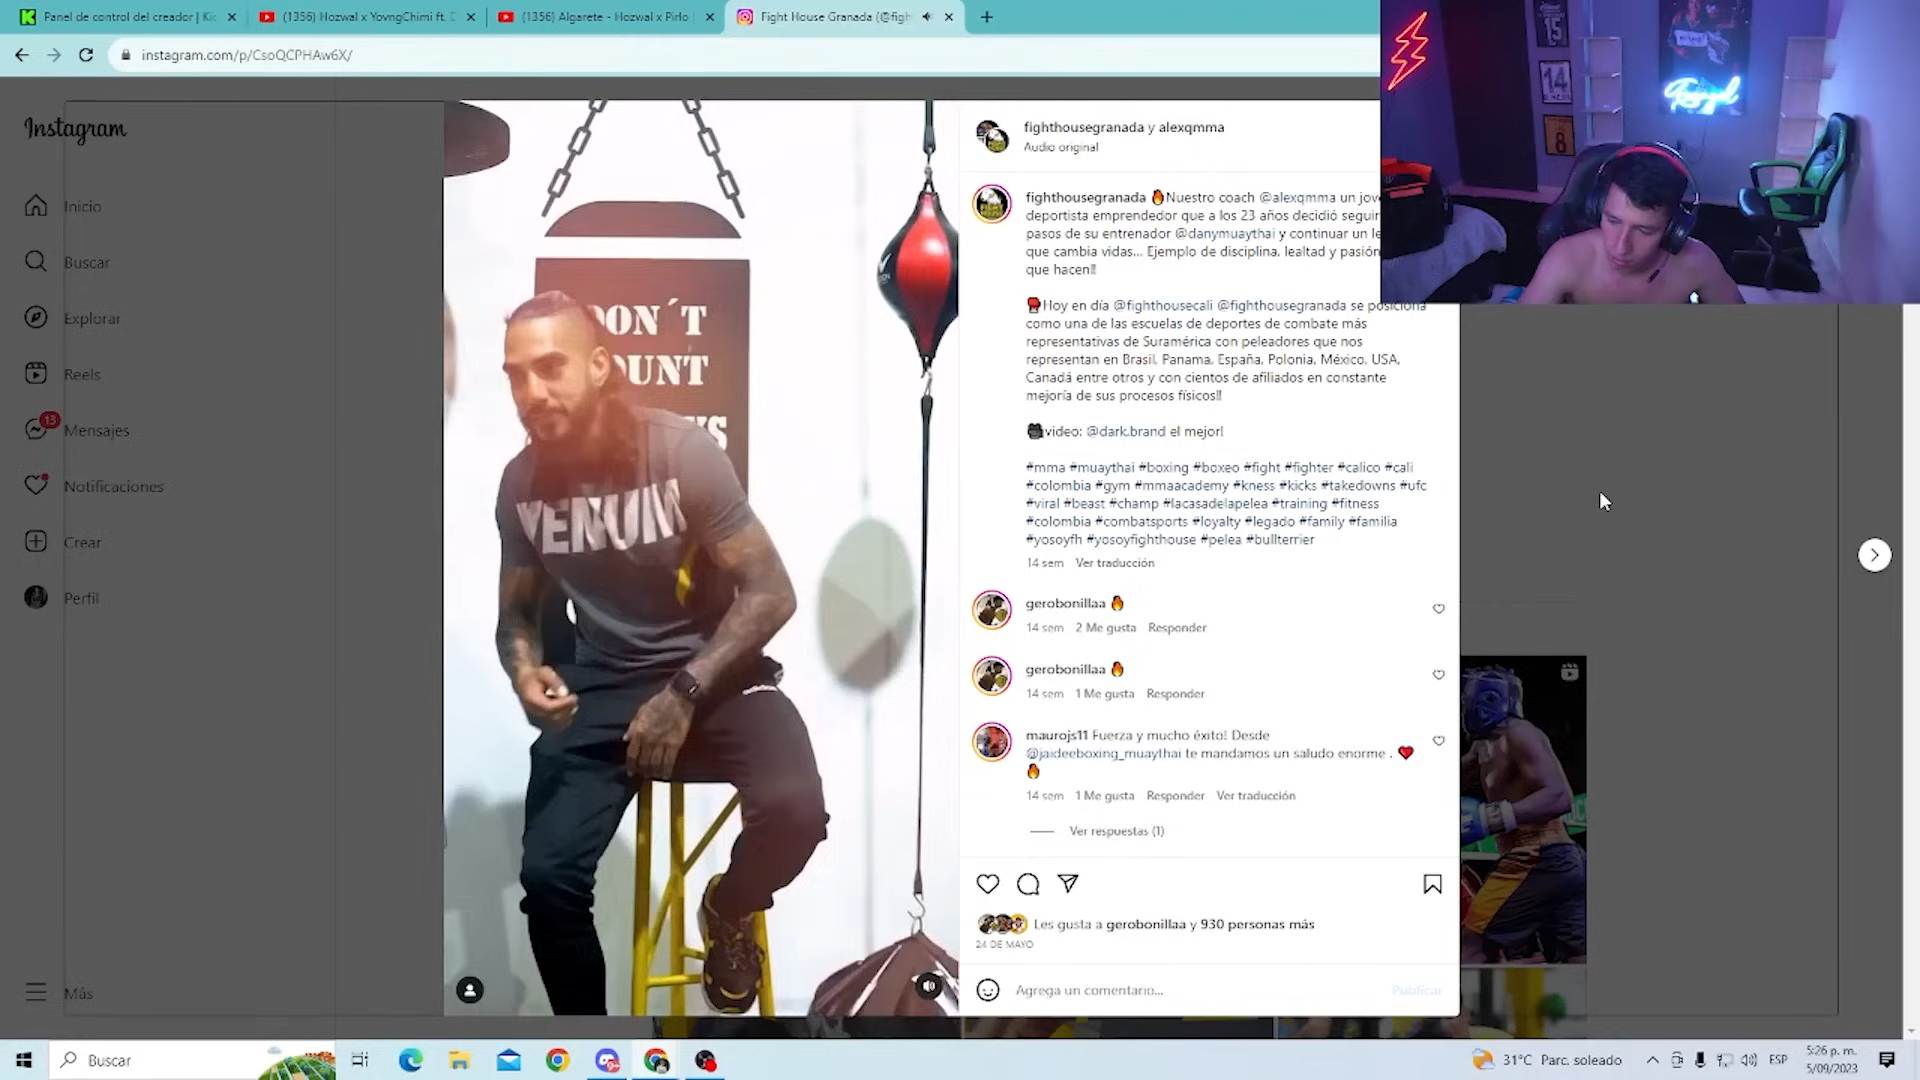 Panel de control del creador | Kic
(1356) Hozwal x YovngChimi ft. D
(1356) Algarete - Hozwal x Pirlo
Fight House Granada (@figh
instagram.com/p/CsoQCPHAw6X/
Instagram
Inicio
Buscar
Explorar
Reels
13
Mensajes
Notificaciones
Crear
Perfil
Más
DON´T
OUNT
VENUM
fighthousegranada y alexqmma
Audio original
fighthousegranada 🔥Nuestro coach @alexqmma un jov
deportista emprendedor que a los 23 años decidió seguir
pasos de su entrenador @danymuaythai y continuar un le
que cambia vidas... Ejemplo de disciplina, lealtad y pasión
que hacen!!
🥊Hoy en día @fighthousecali @fighthousegranada se posiciona
como una de las escuelas de deportes de combate más
representativas de Suramérica con peleadores que nos
representan en Brasil, Panama, España, Polonia, México, USA,
Canadá entre otros y con cientos de afiliados en constante
mejoría de sus procesos físicos!!
video: @dark.brand el mejor!
#mma #muaythai #boxing #boxeo #fight #fighter #calico #cali
#colombia #gym #mmaacademy #kness #kicks #takedowns #ufc
#viral #beast #champ #lacasadelapelea #training #fitness
#colombia #combatsports #loyalty #legado #family #familia
#yosoyfh #yosoyfighthouse #pelea #bullterrier
14 sem Ver traducción
gerobonillaa 🔥
14 sem 2 Me gusta Responder
gerobonillaa 🔥
14 sem 1 Me gusta Responder
maurojs11 Fuerza y mucho éxito! Desde
@jaideeboxing_muaythai te mandamos un saludo enorme . ❤️
🔥
14 sem 1 Me gusta Responder Ver traducción
Ver respuestas (1)
Les gusta a gerobonillaa y 930 personas más
24 DE MAYO
Agrega un comentario...
Publicar
15
14
8
Buscar
31°C Parc. soleado
ESP
5:26 p. m.
5/09/2023